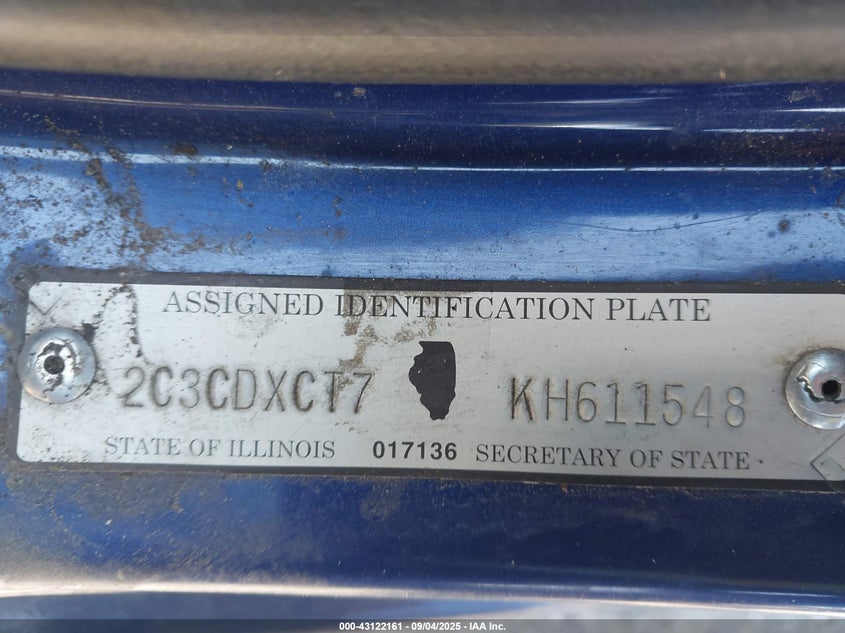 ASSIGNED IDENTIFICATION PLATE
2C3CDXCT7 KH611548
STATE OF ILLINOIS 017136 SECRETARY OF STATE
000-43122161 - 09/04/2025 - IAA Inc.